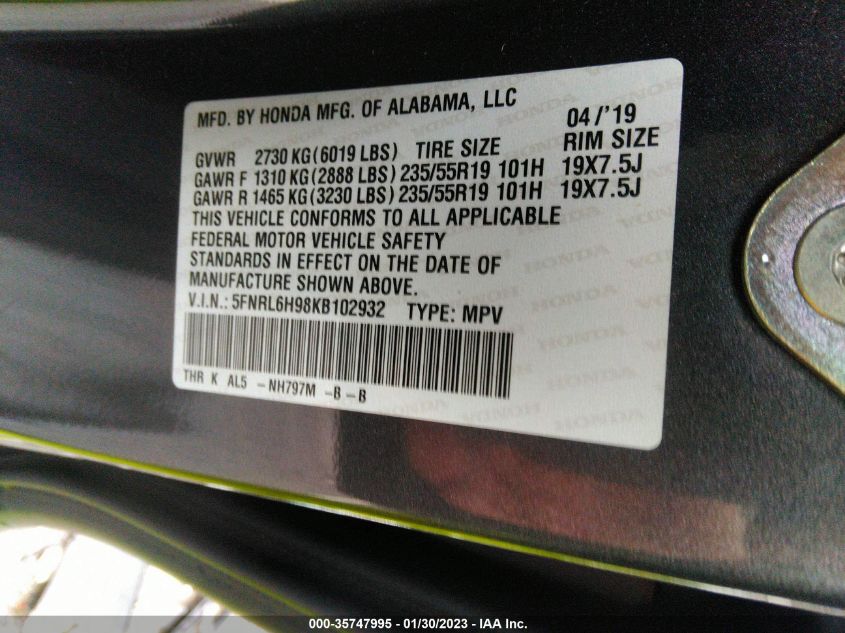 MFD. BY HONDA MFG. OF ALABAMA, LLC 04/'19
GVWR 2730 KG(6019 LBS) TIRE SIZE RIM SIZE
GAWR F 1310 KG(2888 LBS) 235/55R19 101H 19X7.5J
GAWR R 1465 KG(3230 LBS) 235/55R19 101H 19X7.5J
THIS VEHICLE CONFORMS TO ALL APPLICABLE
FEDERAL MOTOR VEHICLE SAFETY
STANDARDS IN EFFECT ON THE DATE OF
MANUFACTURE SHOWN ABOVE.
V.I.N.: 5FNRL6H98KB102932 TYPE: MPV
THR K AL5 -NH797M -B-B
000-35747995 - 01/30/2023 - IAA Inc.